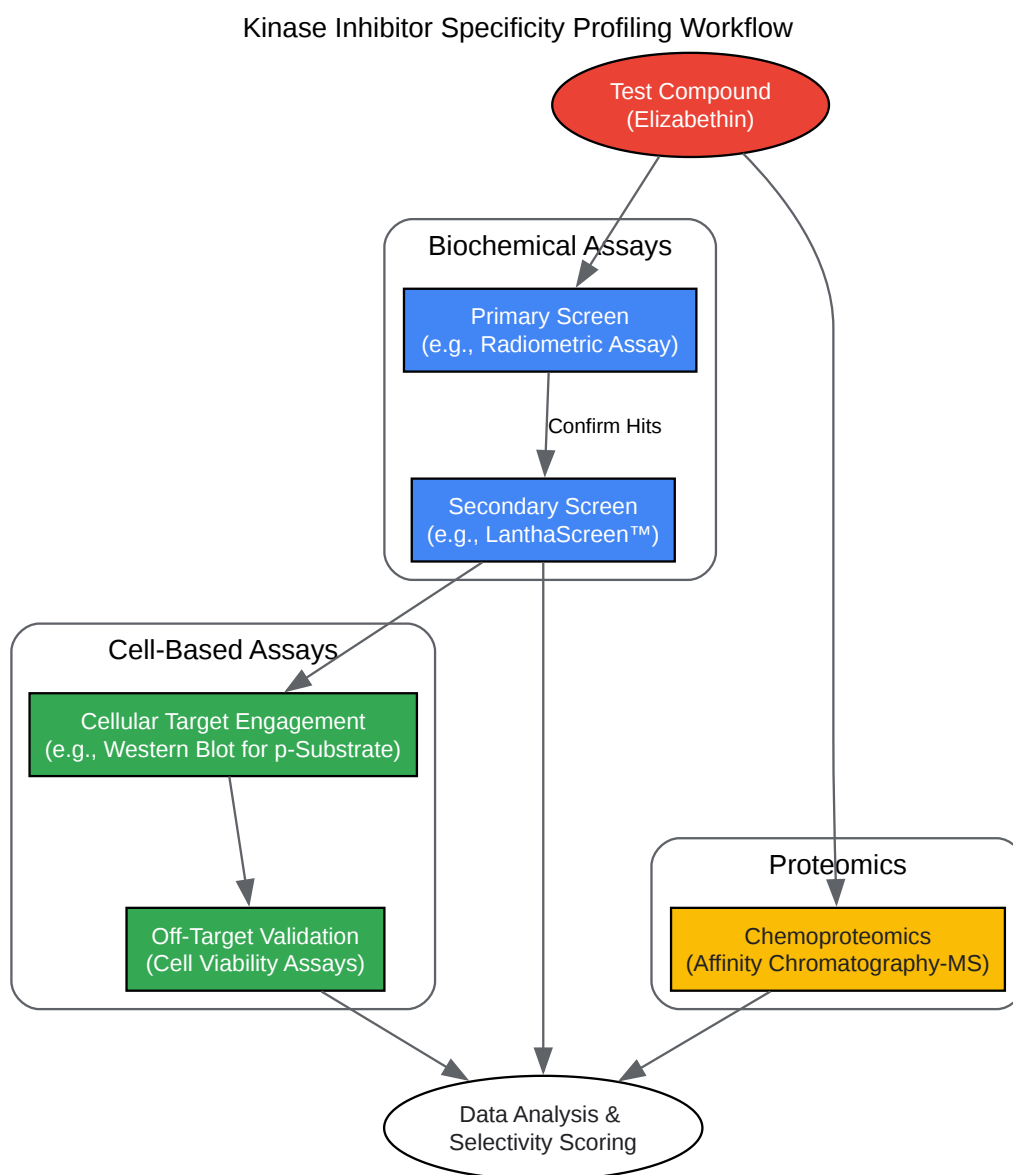 Kinase Inhibitor Specificity Profiling Workflow
Test Compound
(Elizabethin)
Biochemical Assays
Primary Screen
(e.g., Radiometric Assay)
Confirm Hits
Secondary Screen
(e.g., LanthaScreen™)
Cell-Based Assays
Cellular Target Engagement
(e.g., Western Blot for p-Substrate)
Off-Target Validation
(Cell Viability Assays)
Proteomics
Chemoproteomics
(Affinity Chromatography-MS)
Data Analysis &
Selectivity Scoring